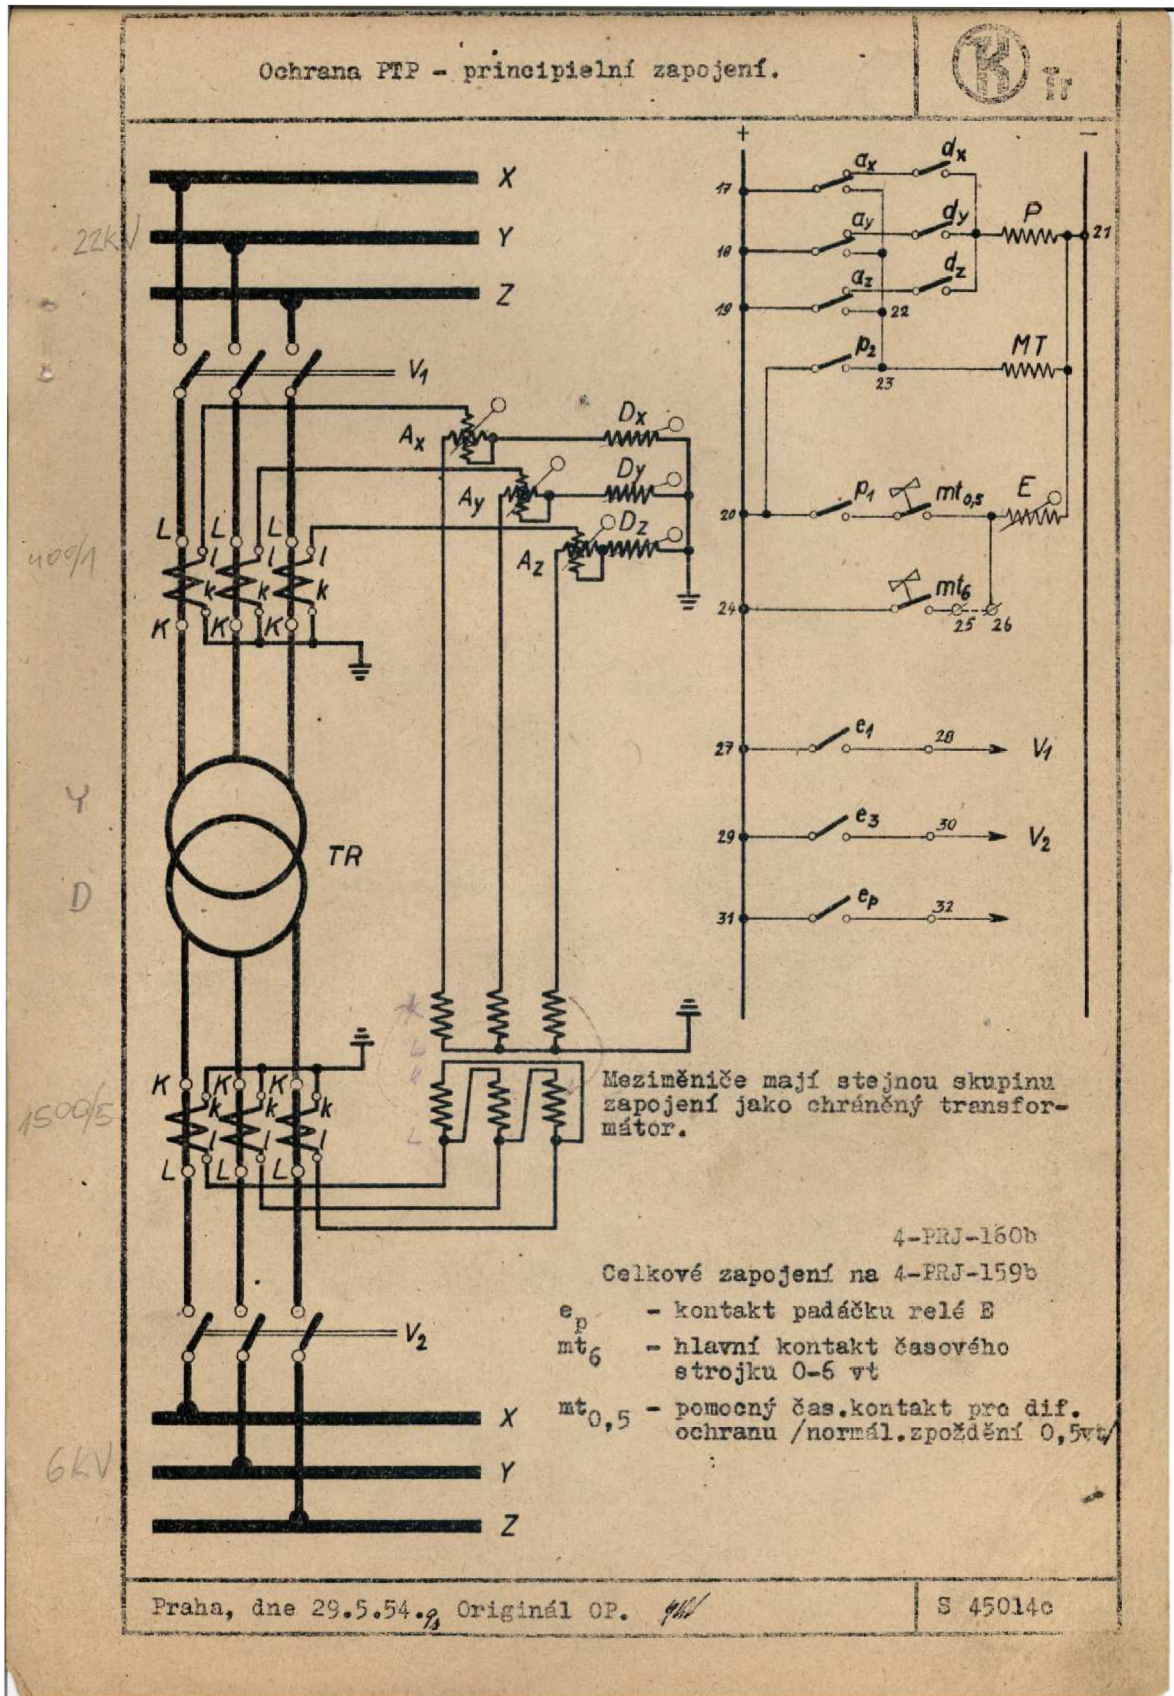 Ochrana PTP - principielní zapojení.
K Tr
+
-
X
22kV
Y
Z
V1
17
ax
dx
18
ay
dy
P
21
19
az
dz
22
p2
MT
23
Ax
Dx
Ay
Dy
Az
Dz
20
p1
mt0,5
E
24
mt6
25
26
400/1
L L L
l l l
k k k
K K K
27
e1
28
V1
Y
29
e3
30
V2
TR
D
31
ep
32
K K K
k k k
1500/5
l l l
L L L
Meziměniče mají stejnou skupinu
zapojení jako chráněný transfor-
mátor.
4-PRJ-160b
Celkové zapojení na 4-PRJ-159b
ep - kontakt padáčku relé E
mt6 - hlavní kontakt časového
strojku 0-6 vt
mt0,5 - pomocný čas.kontakt pro dif.
ochranu /normál.zpoždění 0,5vt/
V2
X
6KV
Y
Z
Praha, dne 29.5.54. Originál OP.
S 45014c